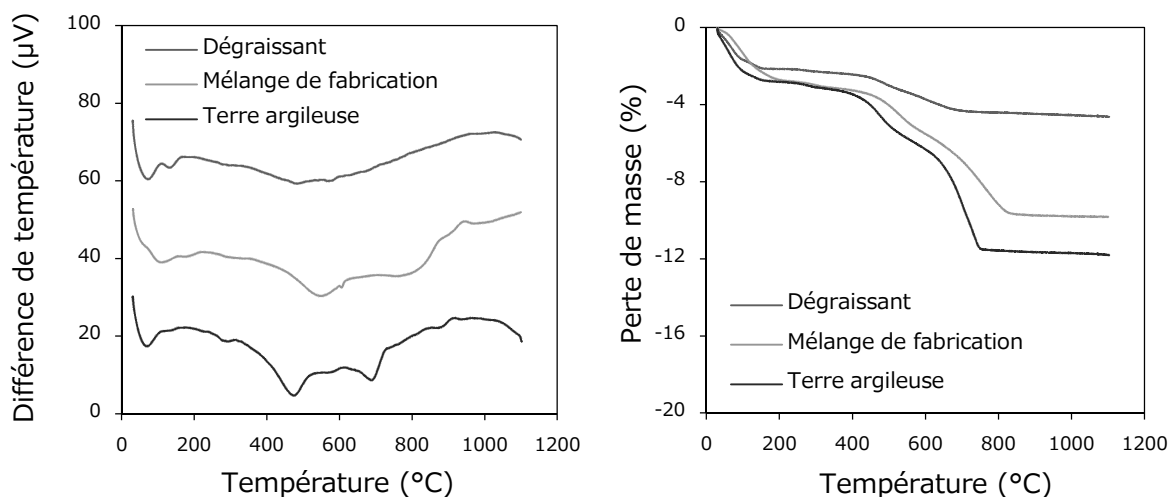 Différence de température (µV)
100
80
60
40
20
0
Dégraissant
Mélange de fabrication
Terre argileuse
0 200 400 600 800 1000 1200
Température (°C)
Perte de masse (%)
0
-4
-8
-12
-16
-20
Dégraissant
Mélange de fabrication
Terre argileuse
0 200 400 600 800 1000 1200
Température (°C)